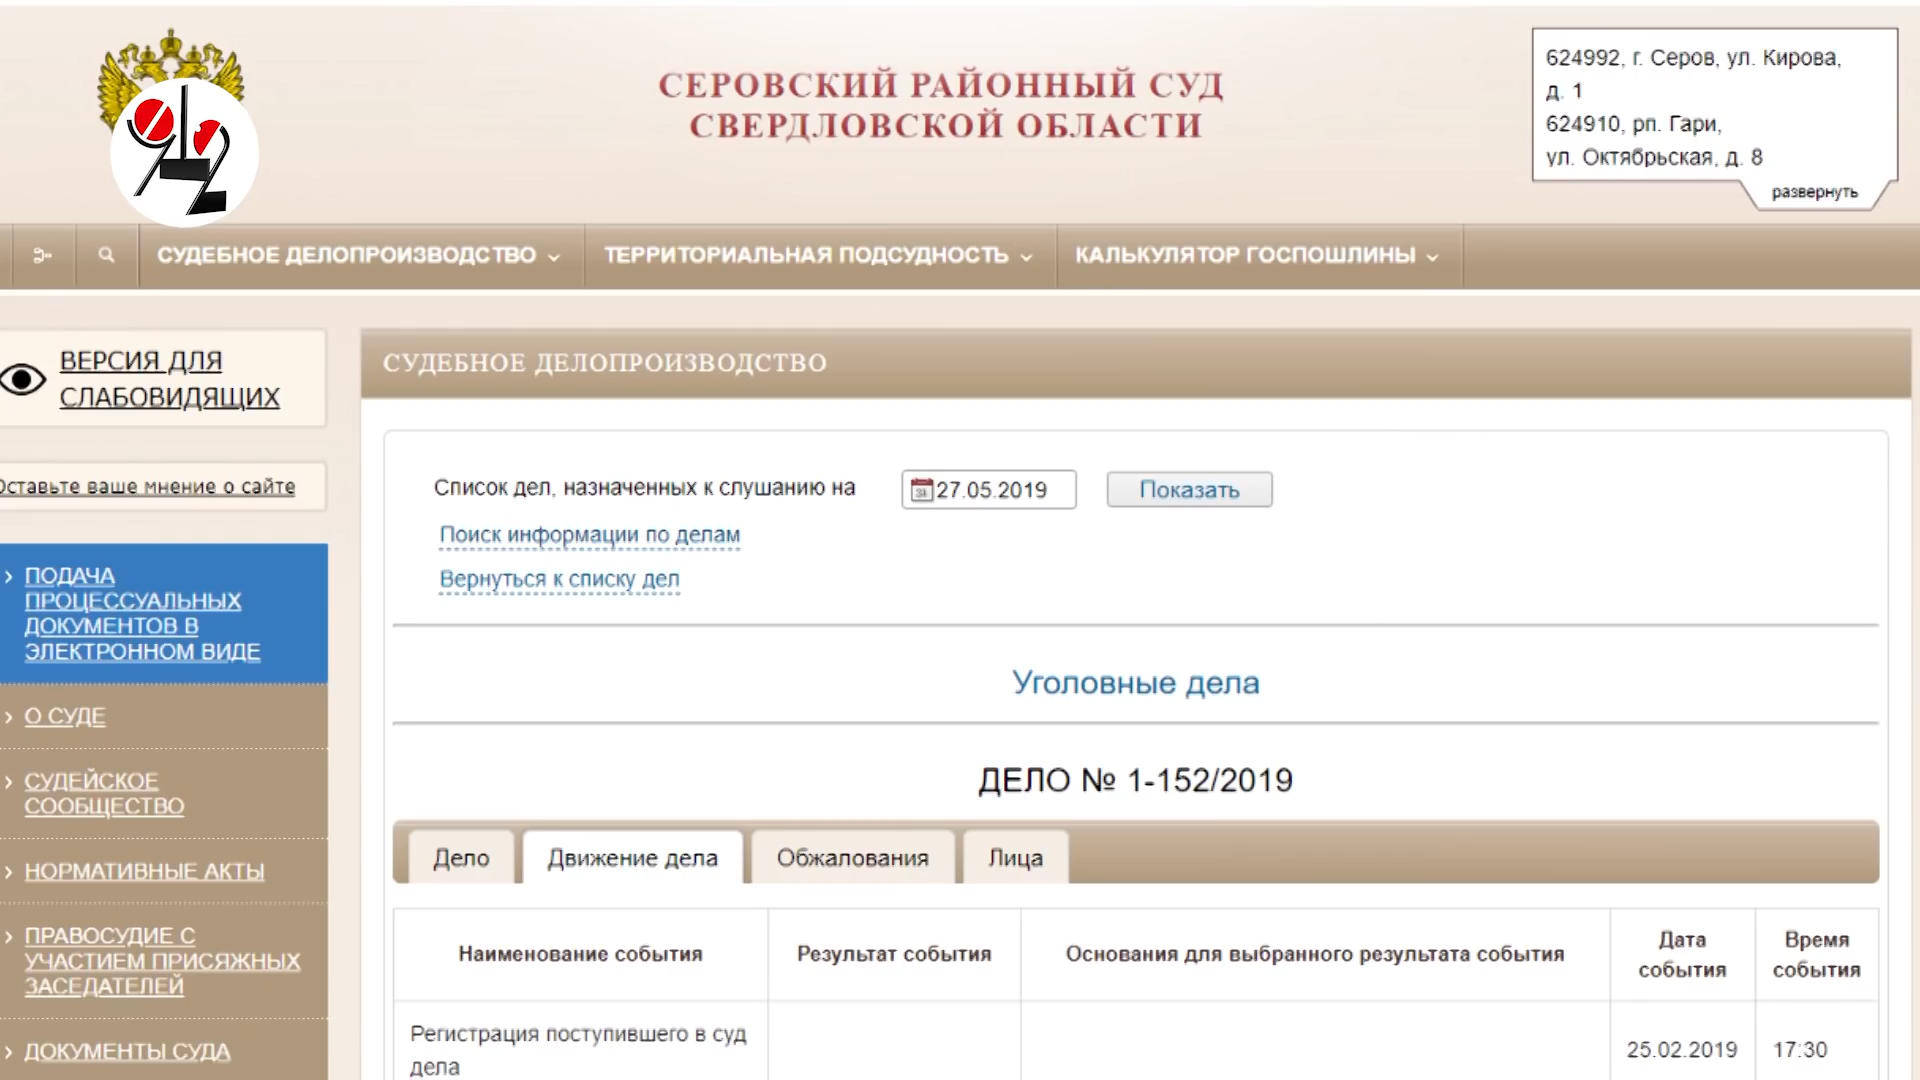 СЕРОВСКИЙ РАЙОННЫЙ СУД
СВЕРДЛОВСКОЙ ОБЛАСТИ
624992, г. Серов, ул. Кирова,
д. 1
624910, рп. Гари,
ул. Октябрьская, д. 8
развернуть
СУДЕБНОЕ ДЕЛОПРОИЗВОДСТВО
ТЕРРИТОРИАЛЬНАЯ ПОДСУДНОСТЬ
КАЛЬКУЛЯТОР ГОСПОШЛИНЫ
ВЕРСИЯ ДЛЯ
СЛАБОВИДЯЩИХ
Оставьте ваше мнение о сайте
ПОДАЧА
ПРОЦЕССУАЛЬНЫХ
ДОКУМЕНТОВ В
ЭЛЕКТРОННОМ ВИДЕ
О СУДЕ
СУДЕЙСКОЕ
СООБЩЕСТВО
НОРМАТИВНЫЕ АКТЫ
ПРАВОСУДИЕ С
УЧАСТИЕМ ПРИСЯЖНЫХ
ЗАСЕДАТЕЛЕЙ
ДОКУМЕНТЫ СУДА
СУДЕБНОЕ ДЕЛОПРОИЗВОДСТВО
Список дел, назначенных к слушанию на
27.05.2019
Показать
Поиск информации по делам
Вернуться к списку дел
Уголовные дела
ДЕЛО № 1-152/2019
Дело
Движение дела
Обжалования
Лица
Наименование события
Результат события
Основания для выбранного результата события
Дата
события
Время
события
Регистрация поступившего в суд
дела
25.02.2019
17:30